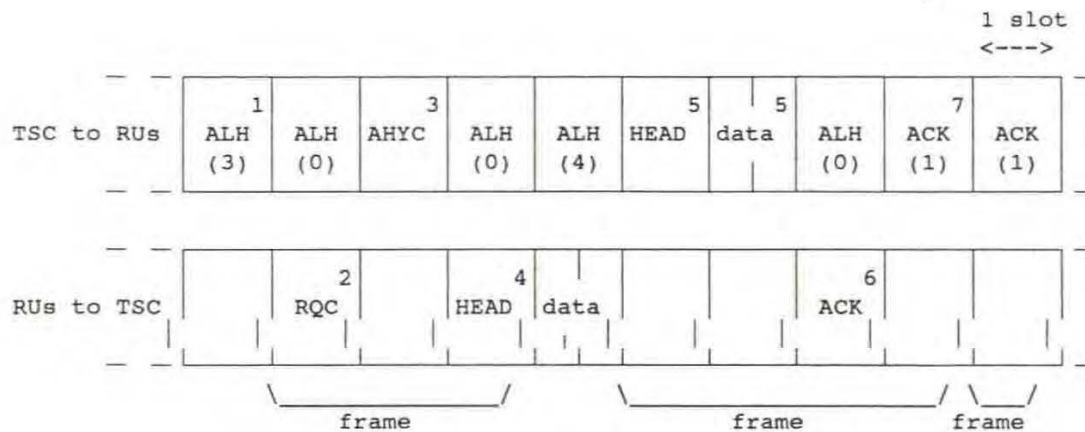 1 slot
<--->
1 3 5 5 7
TSC to RUs ALH ALH AHYC ALH ALH HEAD data ALH ACK ACK
(3) (0) (0) (4) (0) (1) (1)
2 4 6
RUs to TSC RQC HEAD data ACK
frame frame frame